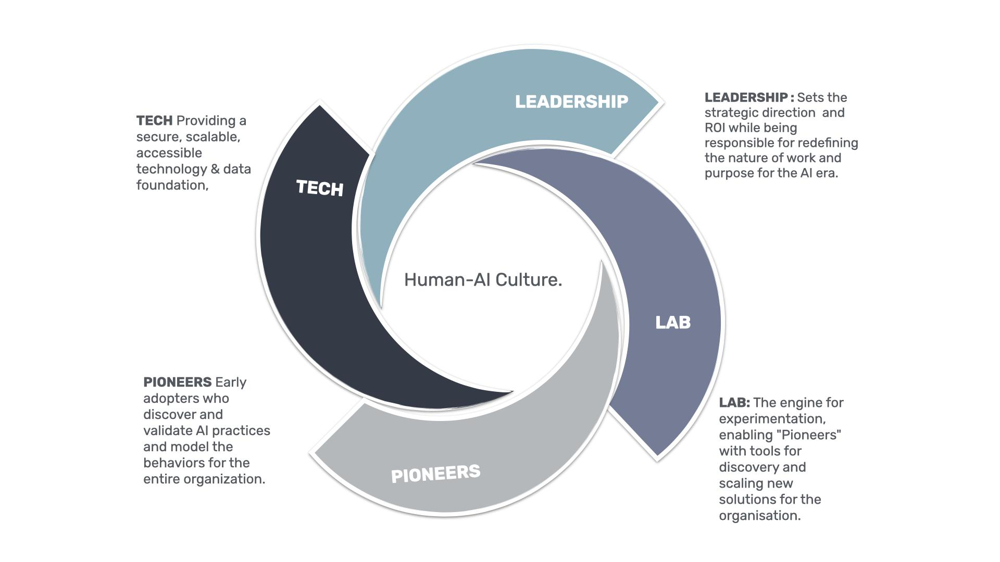 LEADERSHIP
LEADERSHIP : Sets the
strategic direction  and
ROI while being
responsible for redefining
the nature of work and
purpose for the AI era.
TECH Providing a
secure, scalable,
accessible
technology & data
foundation,
TECH
Human-AI Culture.
LAB
PIONEERS Early
adopters who
discover and
validate AI practices
and model the
behaviors for the
entire organization.
LAB: The engine for
experimentation,
enabling "Pioneers"
with tools for
discovery and
scaling new
solutions for the
organisation.
PIONEERS